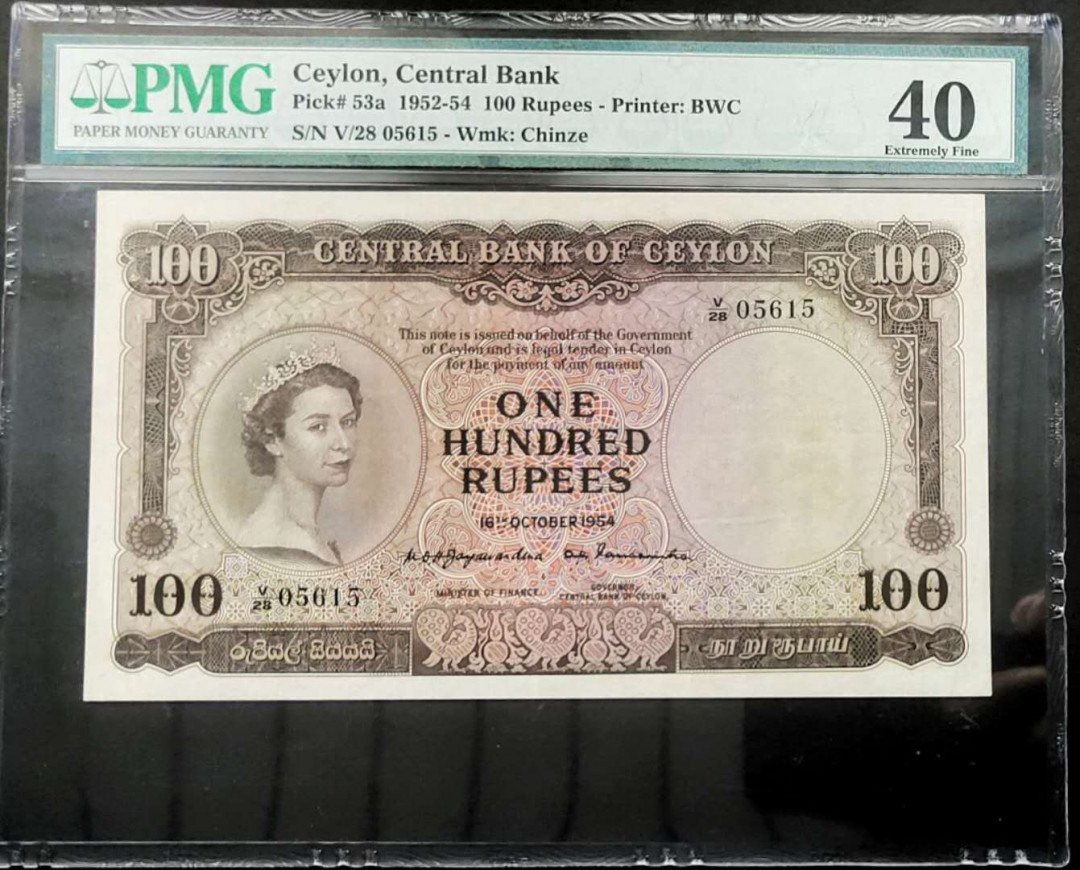 PMG
PAPER MONEY GUARANTY
Ceylon, Central Bank
Pick# 53a 1952-54 100 Rupees - Printer: BWC
S/N V/28 05615 - Wmk: Chinze
40
Extremely Fine
100 CENTRAL BANK OF CEYLON 100
V/28 05615
This note is issued on behalf of the Government
of Ceylon and is legal tender in Ceylon
for the payment of any amount
ONE
HUNDRED
RUPEES
16TH OCTOBER 1954
MINISTER OF FINANCE
GOVERNOR,
CENTRAL BANK OF CEYLON.
100 V/28 05615 100
රුපියල් සියයයි
நூறு ரூபாய்